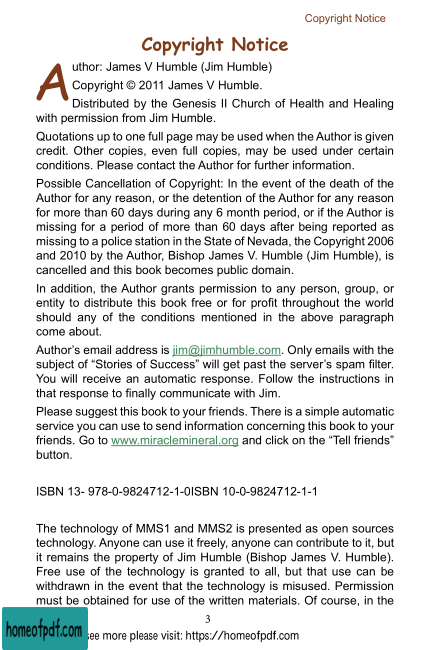 Copyright Notice
Copyright Notice
Author: James V Humble (Jim Humble)
Copyright © 2011 James V Humble.
Distributed by the Genesis II Church of Health and Healing
with permission from Jim Humble.
Quotations up to one full page may be used when the Author is given
credit. Other copies, even full copies, may be used under certain
conditions. Please contact the Author for further information.
Possible Cancellation of Copyright: In the event of the death of the
Author for any reason, or the detention of the Author for any reason
for more than 60 days during any 6 month period, or if the Author is
missing for a period of more than 60 days after being reported as
missing to a police station in the State of Nevada, the Copyright 2006
and 2010 by the Author, Bishop James V. Humble (Jim Humble), is
cancelled and this book becomes public domain.
In addition, the Author grants permission to any person, group, or
entity to distribute this book free or for profit throughout the world
should any of the conditions mentioned in the above paragraph
come about.
Author's email address is jim@jimhumble.com. Only emails with the
subject of “Stories of Success” will get past the server's spam filter.
You will receive an automatic response. Follow the instructions in
that response to finally communicate with Jim.
Please suggest this book to your friends. There is a simple automatic
service you can use to send information concerning this book to your
friends. Go to www.miraclemineral.org and click on the “Tell friends”
button.
ISBN 13- 978-0-9824712-1-0ISBN 10-0-9824712-1-1
The technology of MMS1 and MMS2 is presented as open sources
technology. Anyone can use it freely, anyone can contribute to it, but
it remains the property of Jim Humble (Bishop James V. Humble).
Free use of the technology is granted to all, but that use can be
withdrawn in the event that the technology is misused. Permission
must be obtained for use of the written materials. Of course, in the
3
homeofpdf.com
see more please visit: https://homeofpdf.com